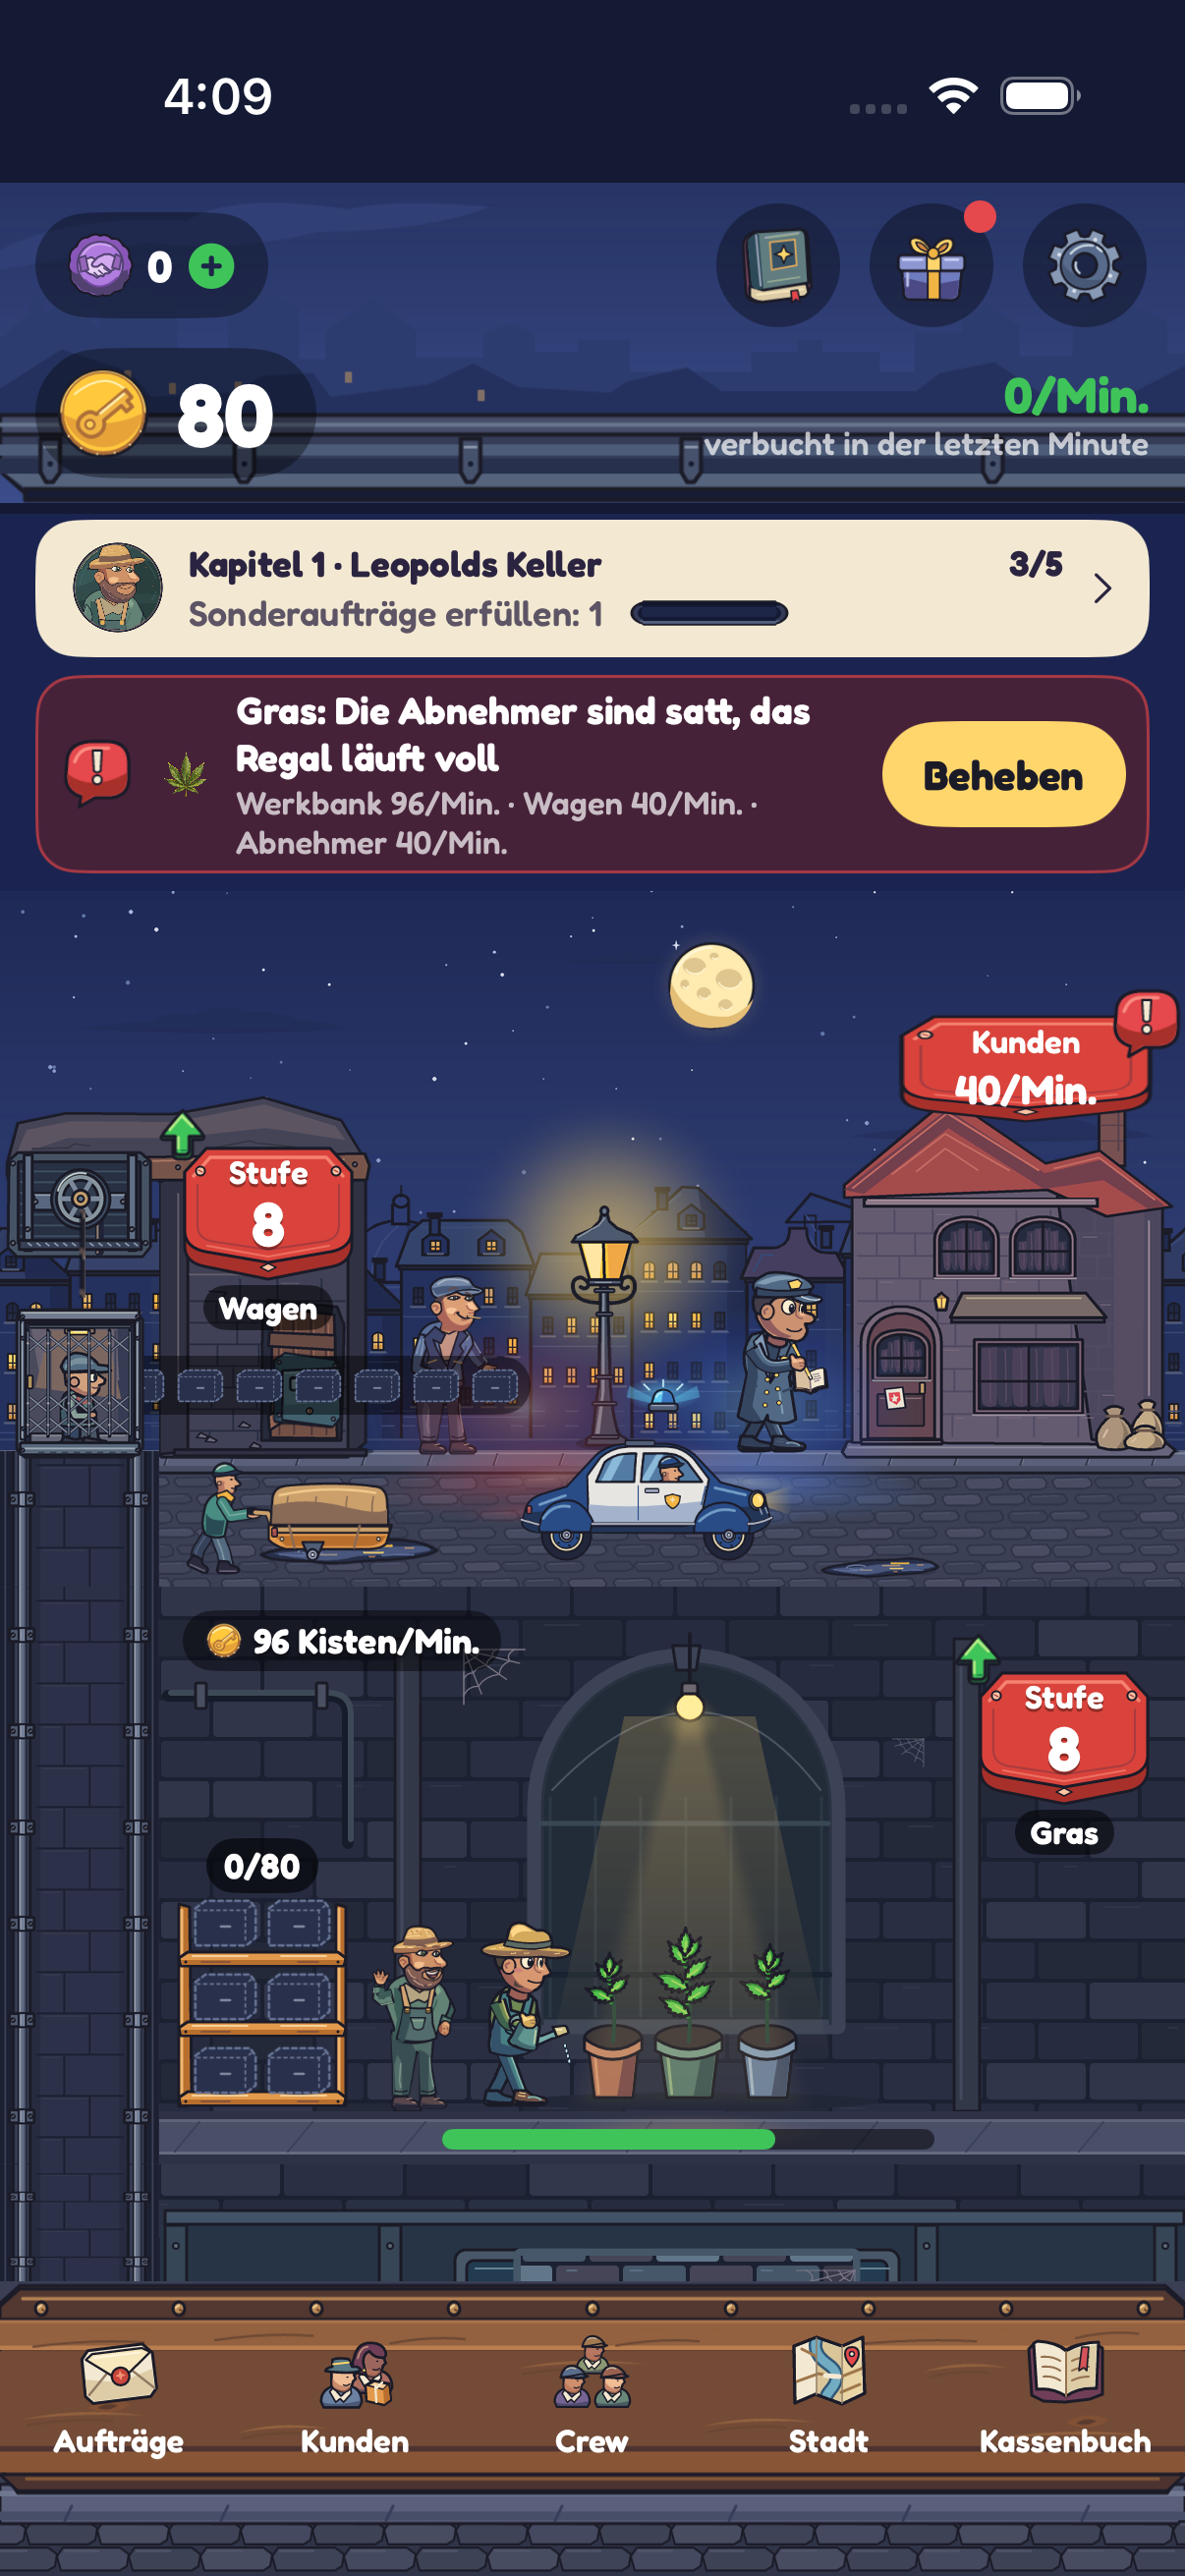 4:09
0
80
0/Min.
verbucht in der letzten Minute
Kapitel 1 · Leopolds Keller
3/5
Sonderaufträge erfüllen: 1
Gras: Die Abnehmer sind satt, das
Regal läuft voll
Werkbank 96/Min. · Wagen 40/Min. ·
Abnehmer 40/Min.
Beheben
Kunden
40/Min.
Stufe
8
Wagen
96 Kisten/Min.
Stufe
8
Gras
0/80
Aufträge
Kunden
Crew
Stadt
Kassenbuch